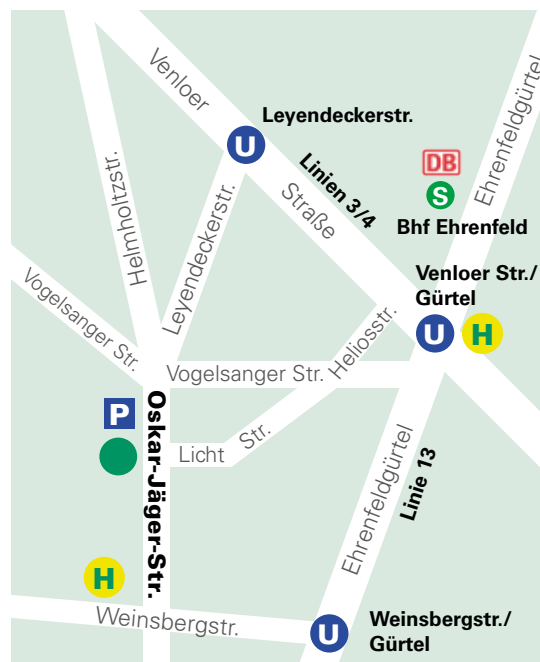 Venloer
Leyendeckerstr.
U
Linien 3/4
Straße
Ehrenfeldgürtel
DB
S
Bhf Ehrenfeld
Helmholtzstr.
Leyendeckerstr.
Venloer Str./
Gürtel
U
H
Vogelsanger Str.
Heliosstr.
Vogelsanger Str.
P
Oskar-Jäger-Str.
Licht
Str.
Ehrenfeldgürtel
Linie 13
H
Weinsbergstr.
U
Weinsbergstr./
Gürtel